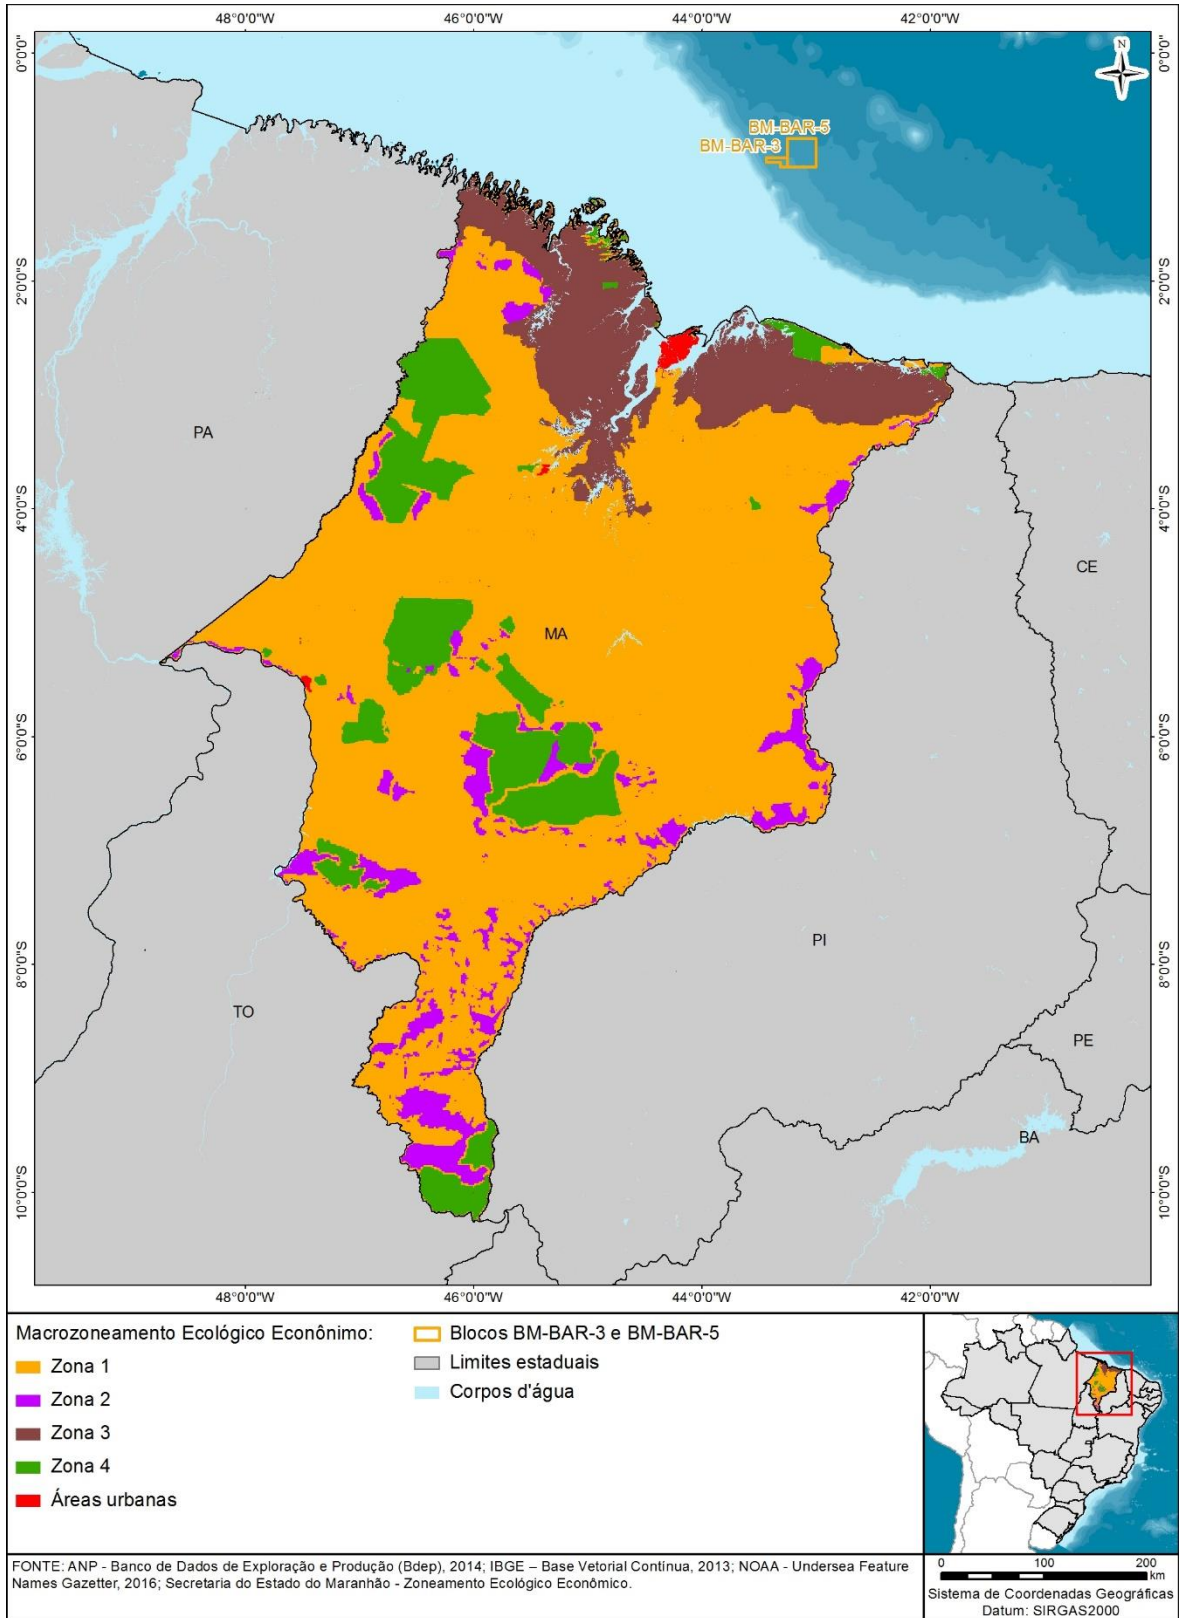 48°0'0"W 46°0'0"W 44°0'0"W 42°0'0"W
0°0'0" 0°0'0"
N
BM-BAR-5
BM-BAR-3
2°0'0"S 2°0'0"S
PA
4°0'0"S 4°0'0"S
CE
MA
6°0'0"S 6°0'0"S
PI
8°0'0"S 8°0'0"S
TO
PE
BA
10°0'0"S 10°0'0"S
48°0'0"W 46°0'0"W 44°0'0"W 42°0'0"W
Macrozoneamento Ecológico Econônimo:
Zona 1
Zona 2
Zona 3
Zona 4
Áreas urbanas
Blocos BM-BAR-3 e BM-BAR-5
Limites estaduais
Corpos d'água
FONTE: ANP - Banco de Dados de Exploração e Produção (Bdep), 2014; IBGE – Base Vetorial Contínua, 2013; NOAA - Undersea Feature
Names Gazetter, 2016; Secretaria do Estado do Maranhão - Zoneamento Ecológico Econômico.
0 100 200
km
Sistema de Coordenadas Geográficas
Datum: SIRGAS2000